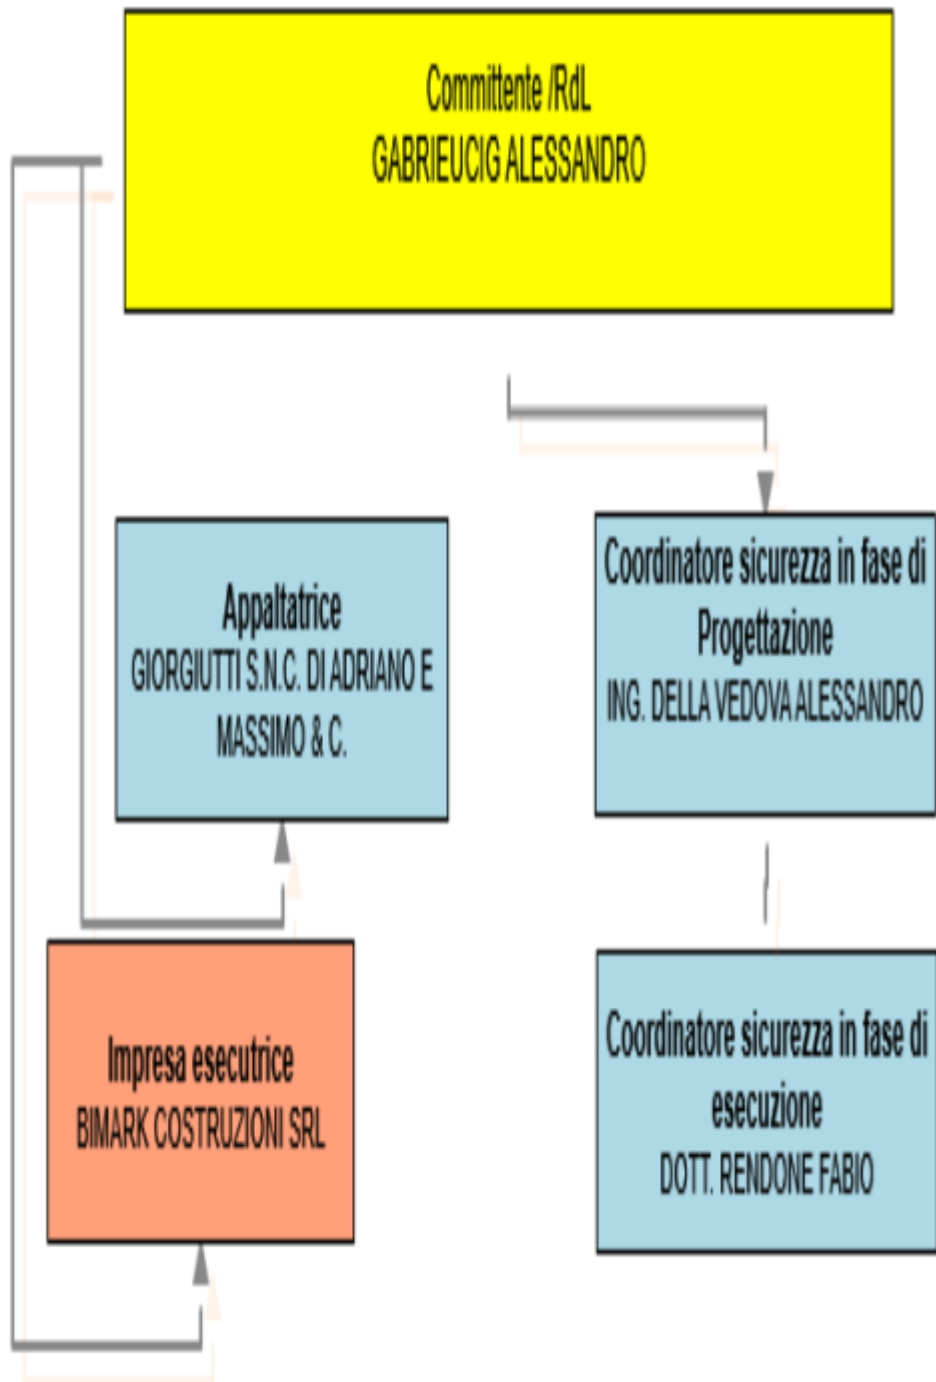 Committente /RdL
GABRIEUCIG ALESSANDRO
Appaltatrice
GIORGIUTTI S.N.C. DI ADRIANO E
MASSIMO & C.
Coordinatore sicurezza in fase di
Progettazione
ING. DELLA VEDOVA ALESSANDRO
Impresa esecutrice
BIMARK COSTRUZIONI SRL
Coordinatore sicurezza in fase di
esecuzione
DOTT. RENDONE FABIO